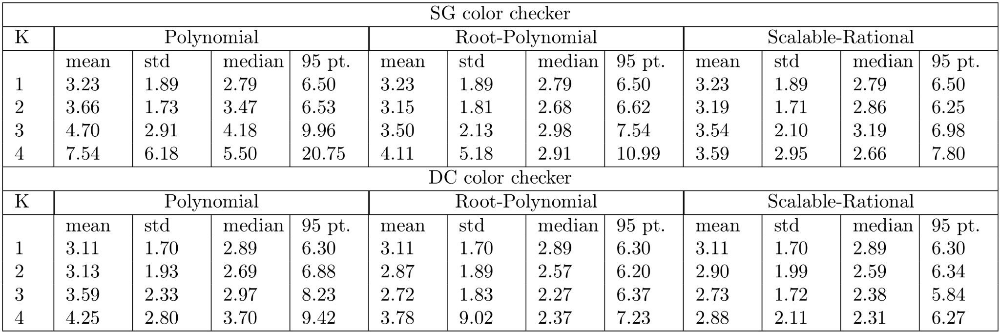 SG color checker
K Polynomial Root-Polynomial Scalable-Rational
mean std median 95 pt. mean std median 95 pt. mean std median 95 pt.
1 3.23 1.89 2.79 6.50 3.23 1.89 2.79 6.50 3.23 1.89 2.79 6.50
2 3.66 1.73 3.47 6.53 3.15 1.81 2.68 6.62 3.19 1.71 2.86 6.25
3 4.70 2.91 4.18 9.96 3.50 2.13 2.98 7.54 3.54 2.10 3.19 6.98
4 7.54 6.18 5.50 20.75 4.11 5.18 2.91 10.99 3.59 2.95 2.66 7.80
DC color checker
K Polynomial Root-Polynomial Scalable-Rational
mean std median 95 pt. mean std median 95 pt. mean std median 95 pt.
1 3.11 1.70 2.89 6.30 3.11 1.70 2.89 6.30 3.11 1.70 2.89 6.30
2 3.13 1.93 2.69 6.88 2.87 1.89 2.57 6.20 2.90 1.99 2.59 6.34
3 3.59 2.33 2.97 8.23 2.72 1.83 2.27 6.37 2.73 1.72 2.38 5.84
4 4.25 2.80 3.70 9.42 3.78 9.02 2.37 7.23 2.88 2.11 2.31 6.27